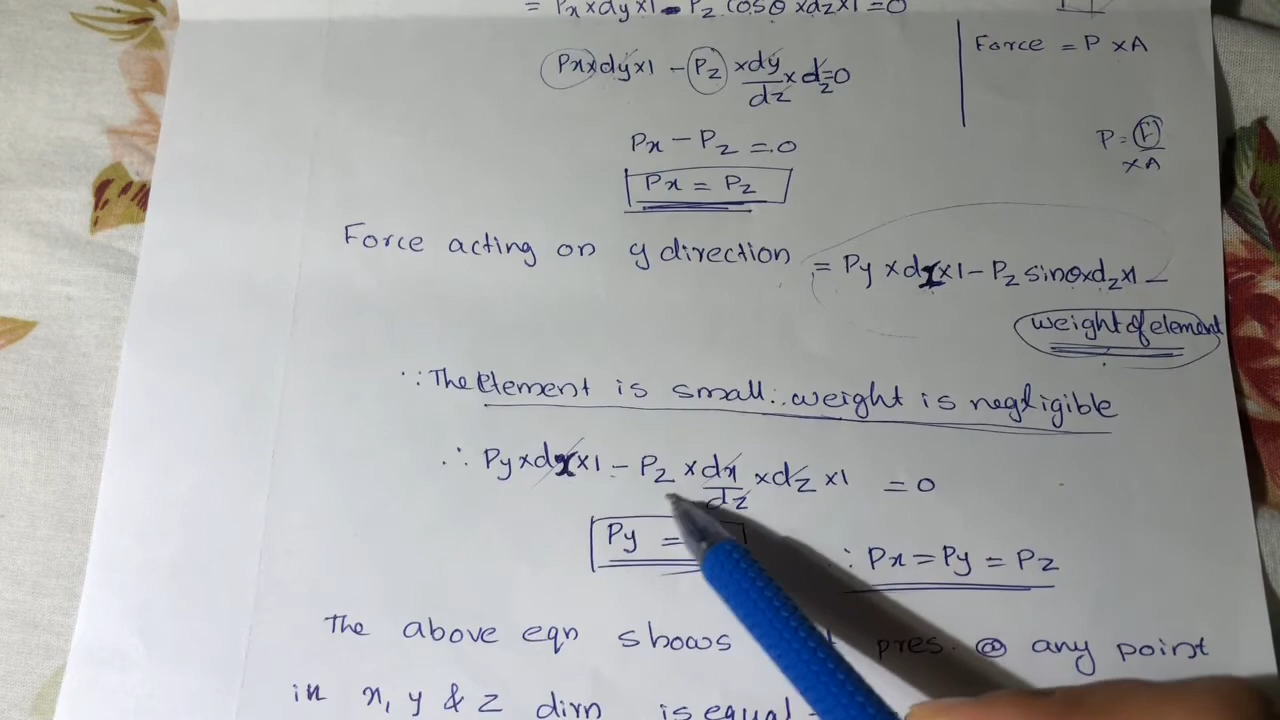 = Px x dy x 1 - Pz cosθ x dz x 1 = 0
Force = P x A
Px x dy x 1 - Pz x dy/dz x dz = 0
P = F/A
x A
Px - Pz = 0
Px = Pz
Force acting on y direction = Py x dx x 1 - Pz sinθ x dz x 1 -
weight of element
∵ The element is small ∴ weight is negligible
∴ Py x dx x 1 - Pz x dx/dz x dz x 1 = 0
Py =
∴ Px = Py = Pz
The above eqn shows pres. @ any point
in x, y & z dirn is equal